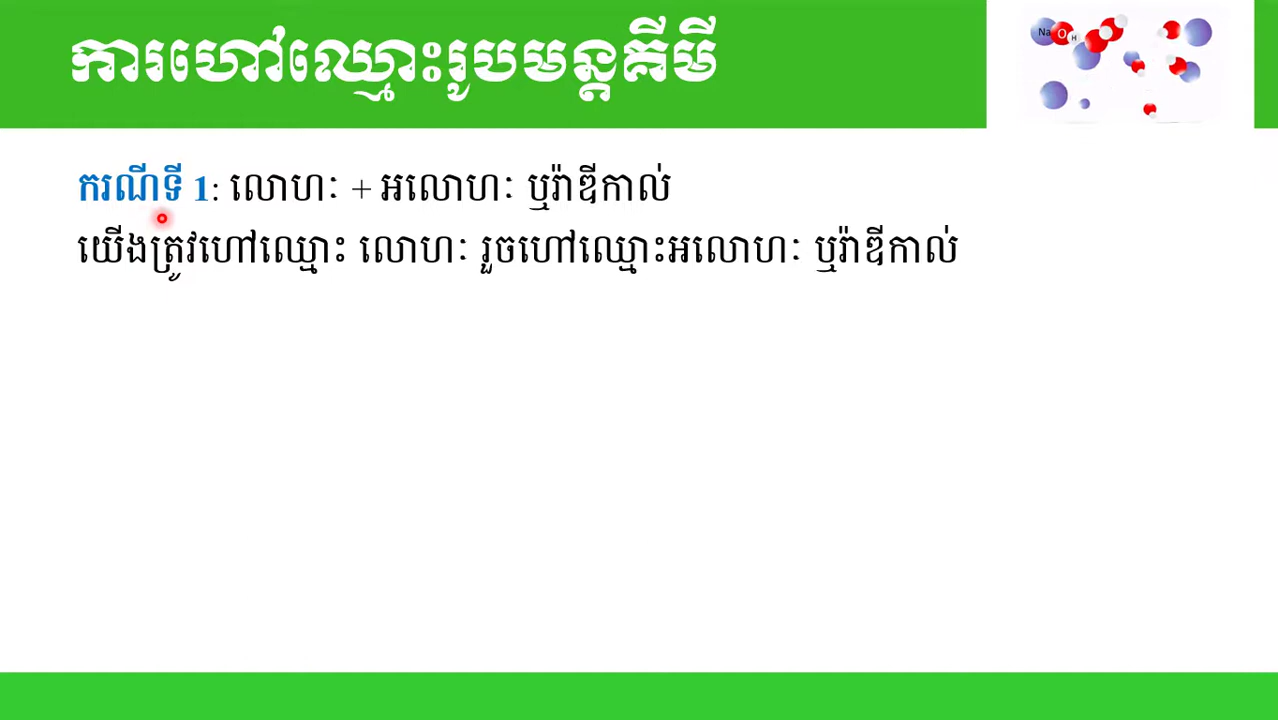 ការហៅឈ្មោះរូបមន្តគីមី
Na O H
ករណីទី 1: លោហៈ + អលោហៈ ឬរ៉ាឌីកាល់
យើងត្រូវហៅឈ្មោះ លោហៈ រួចហៅឈ្មោះអលោហៈ ឬរ៉ាឌីកាល់